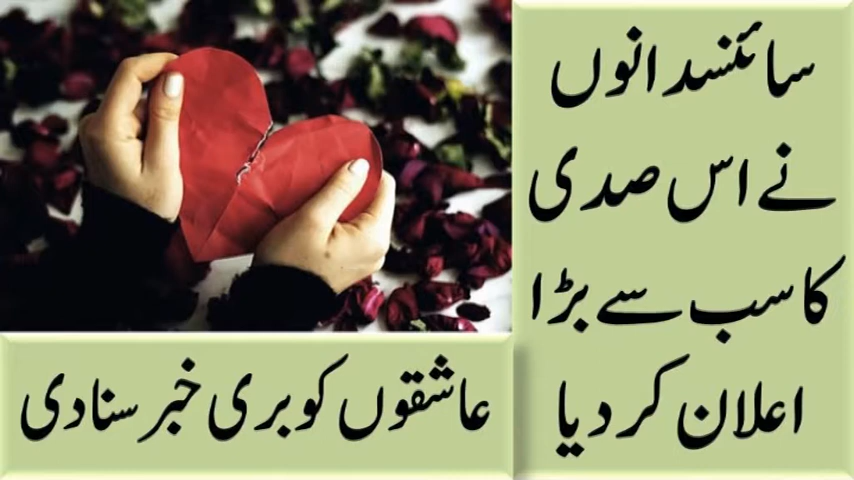 سائنسدانوں
نے اس صدی
کا سب سے بڑا
اعلان کر دیا
عاشقوں کو بری خبر سنا دی